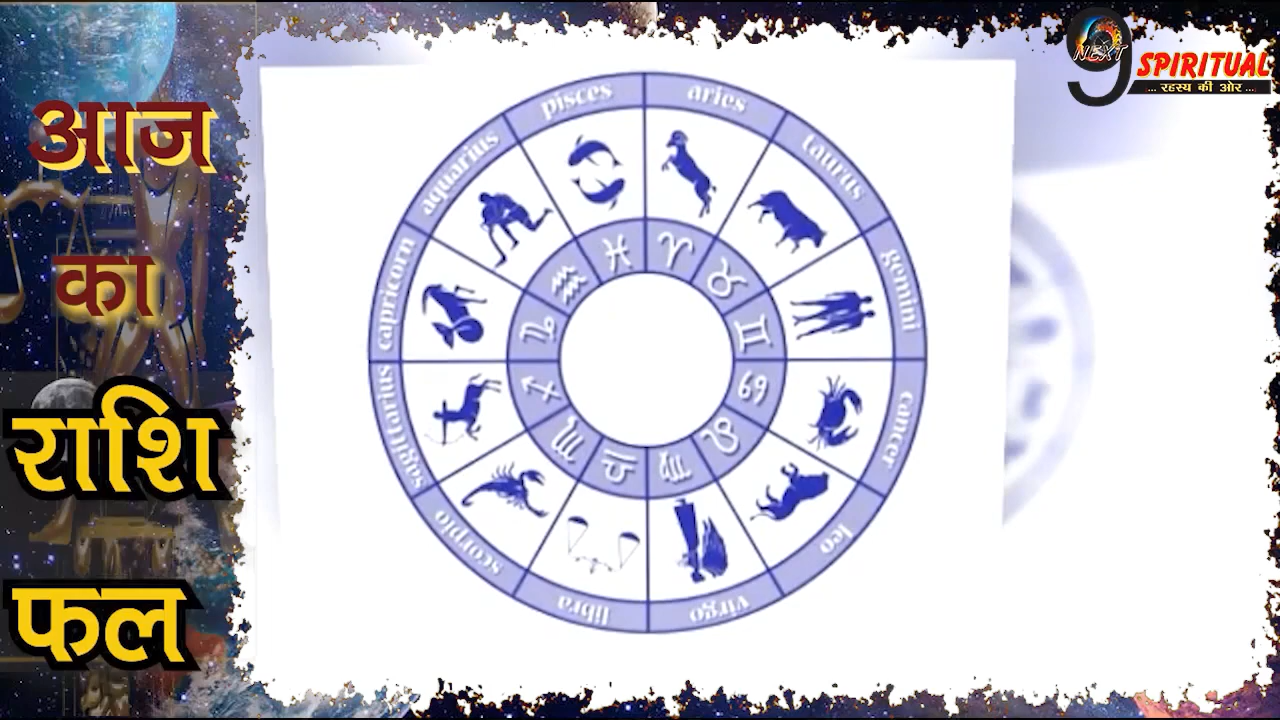 आज
का
राशि
फल
NEXT
9
SPIRITUAL
... रहस्य की ओर ...
pisces
aries
taurus
gemini
cancer
leo
virgo
libra
scorpio
sagittarius
capricorn
aquarius